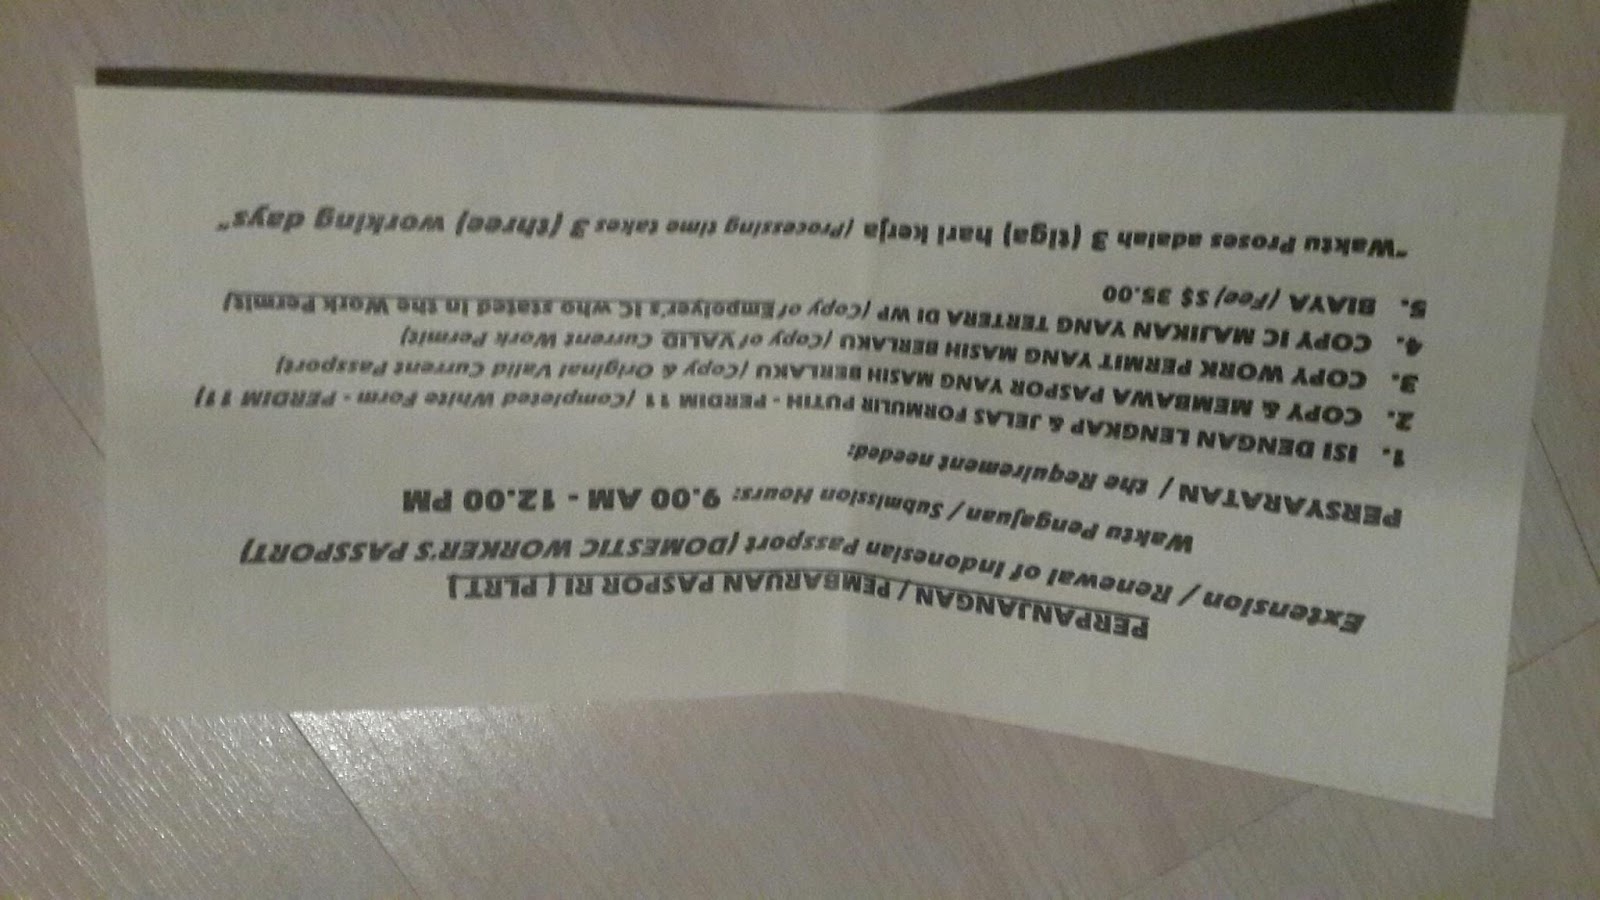 PERPANJANGAN / PEMBARUAN PASPOR RI ( PLRT )
Extension / Renewal of Indonesian Passport (DOMESTIC WORKER'S PASSPORT)
Waktu Pengajuan / Submission Hours: 9.00 AM - 12.00 PM
PERSYARATAN / the Requirement needed:
1. ISI DENGAN LENGKAP & JELAS FORMULIR PUTIH - PERDIM 11 (Completed White Form - PERDIM 11)
2. COPY & MEMBAWA PASPOR YANG MASIH BERLAKU (Copy & Original Valid Current Passport)
3. COPY WORK PERMIT YANG MASIH BERLAKU (Copy of VALID Current Work Permit)
4. COPY IC MAJIKAN YANG TERTERA DI WP (Copy of Empolyer's IC who stated in the Work Permit)
5. BIAYA (Fee) S$ 35.00
"Waktu Proses adalah 3 (tiga) hari kerja (Processing time takes 3 (three) working days"